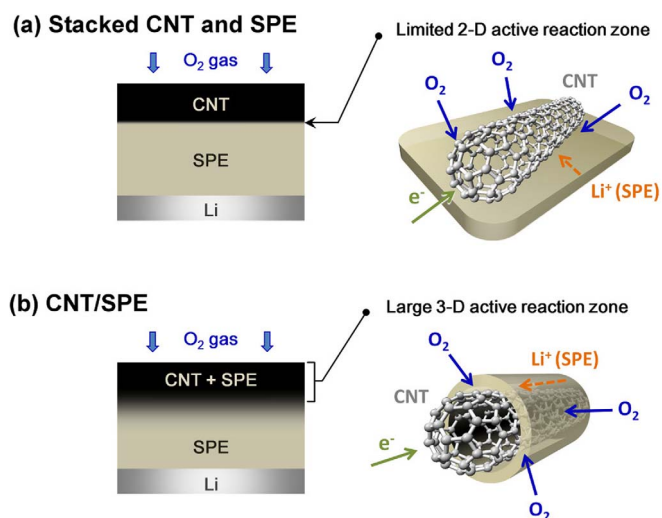 (a) Stacked CNT and SPE
O₂ gas
CNT
SPE
Li
Limited 2-D active reaction zone
CNT
O₂
O₂
O₂
Li⁺ (SPE)
e⁻
(b) CNT/SPE
O₂ gas
CNT + SPE
SPE
Li
Large 3-D active reaction zone
O₂
Li⁺ (SPE)
CNT
O₂
e⁻
O₂